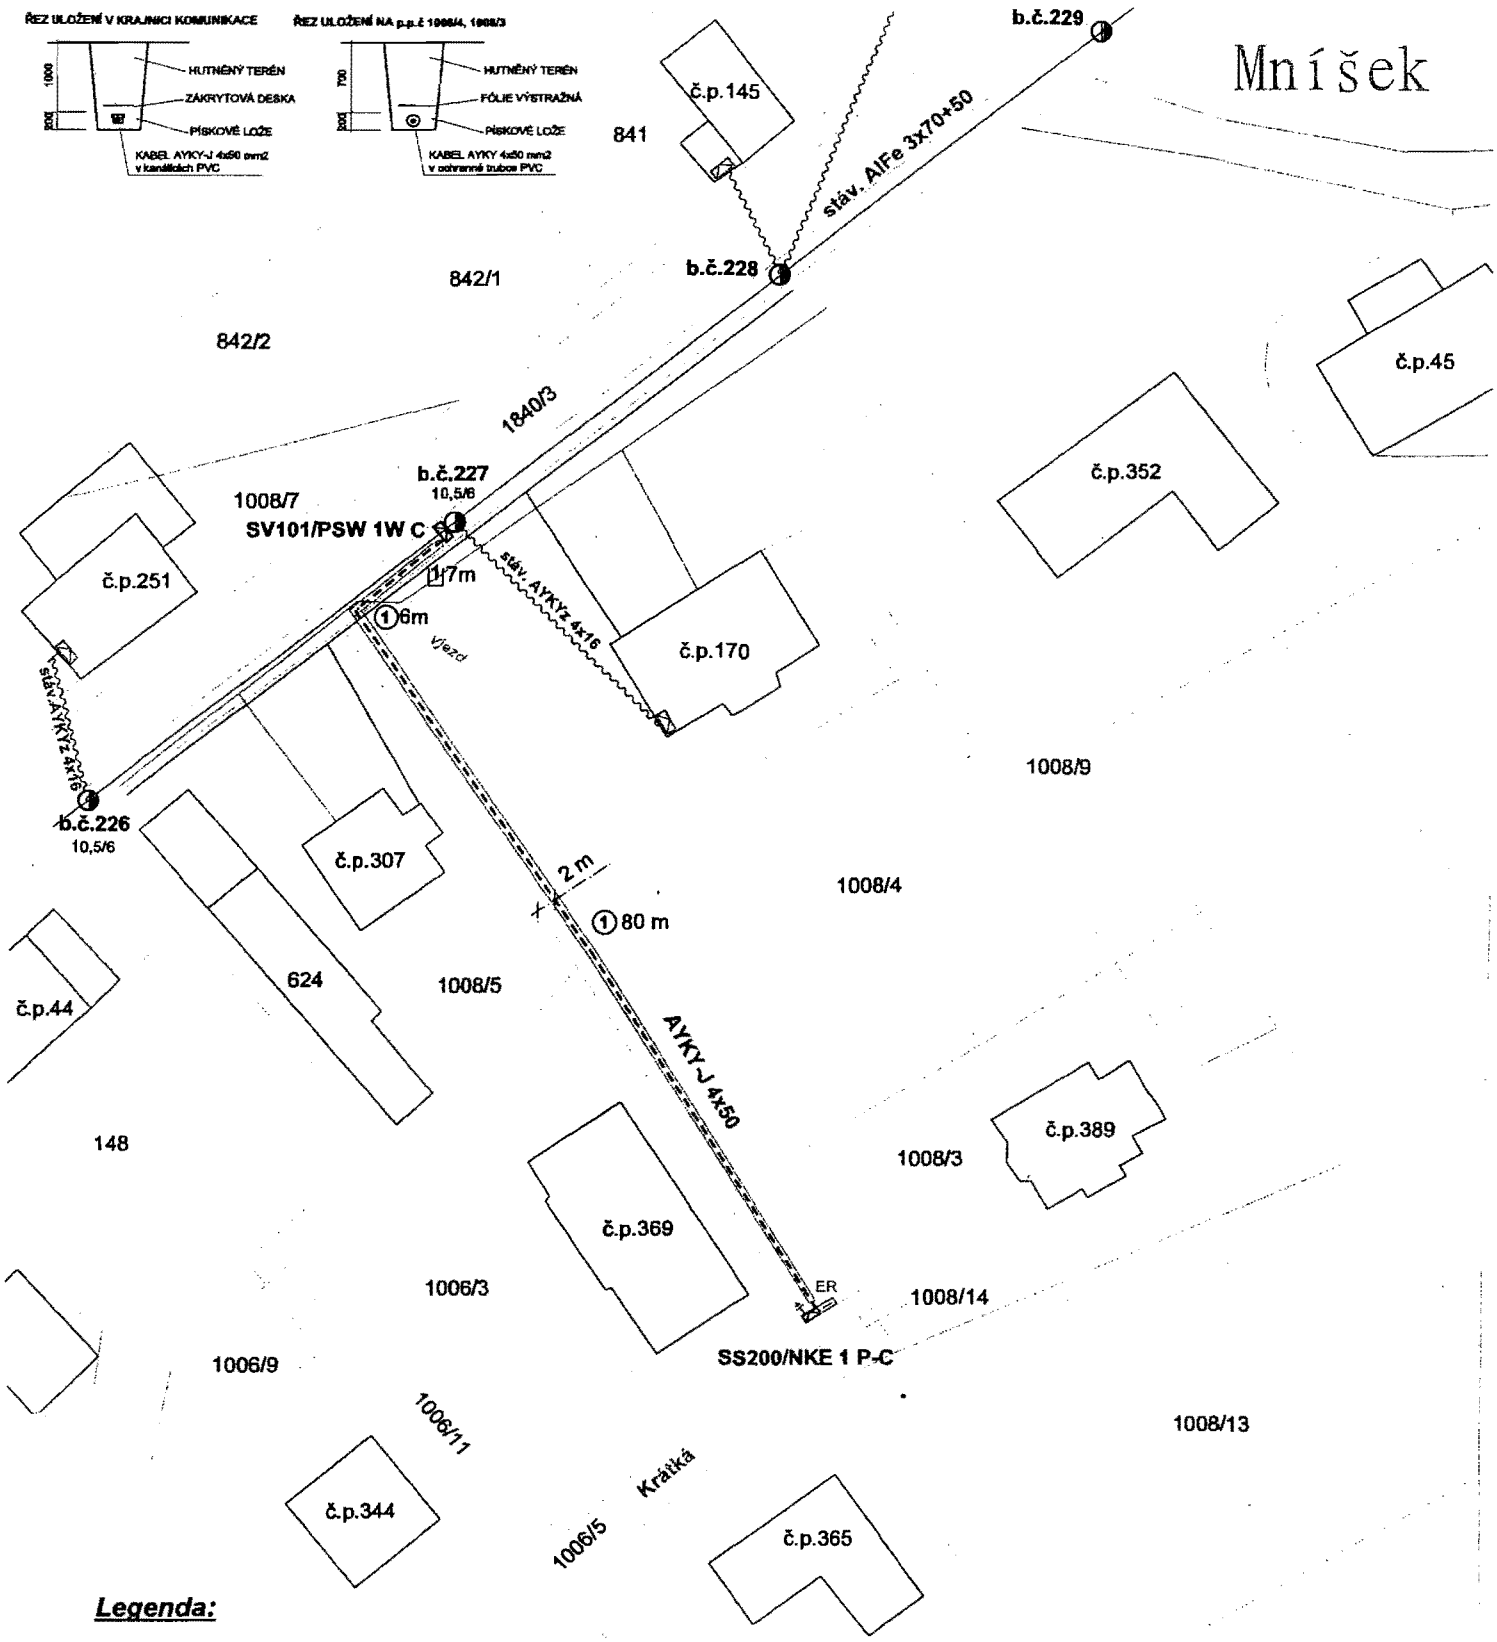 ŘEZ ULOŽENÍ V KRAJNICI KOMUNIKACE
1000
200
HUTNĚNÝ TERÉN
ZÁKRYTOVÁ DESKA
PÍSKOVÉ LOŽE
KABEL AYKY-J 4x50 mm2
v kanálkách PVC
ŘEZ ULOŽENÍ NA p.p.č 1008/4, 1008/3
700
200
HUTNĚNÝ TERÉN
FÓLIE VÝSTRAŽNÁ
PÍSKOVÉ LOŽE
KABEL AYKY 4x50 mm2
v ochranné trubce PVC
b.č.229
Mníšek
č.p.145
841
stáv. AlFe 3x70+50
b.č.228
842/1
842/2
č.p.45
1840/3
č.p.352
b.č.227
10,5/6
1008/7
SV101/PSW 1W C
stáv. AYKYz 4x16
17m
č.p.251
1 6m
vjezd
č.p.170
stáv. AYKYz 4x16
1008/9
b.č.226
10,5/6
č.p.307
2 m
1008/4
1 80 m
624
1008/5
č.p.44
AYKY-J 4x50
148
č.p.389
1008/3
č.p.369
1006/3
ER
1008/14
SS200/NKE 1 P-C
1006/9
1006/11
1008/13
Krátká
č.p.344
1006/5
č.p.365
Legenda: